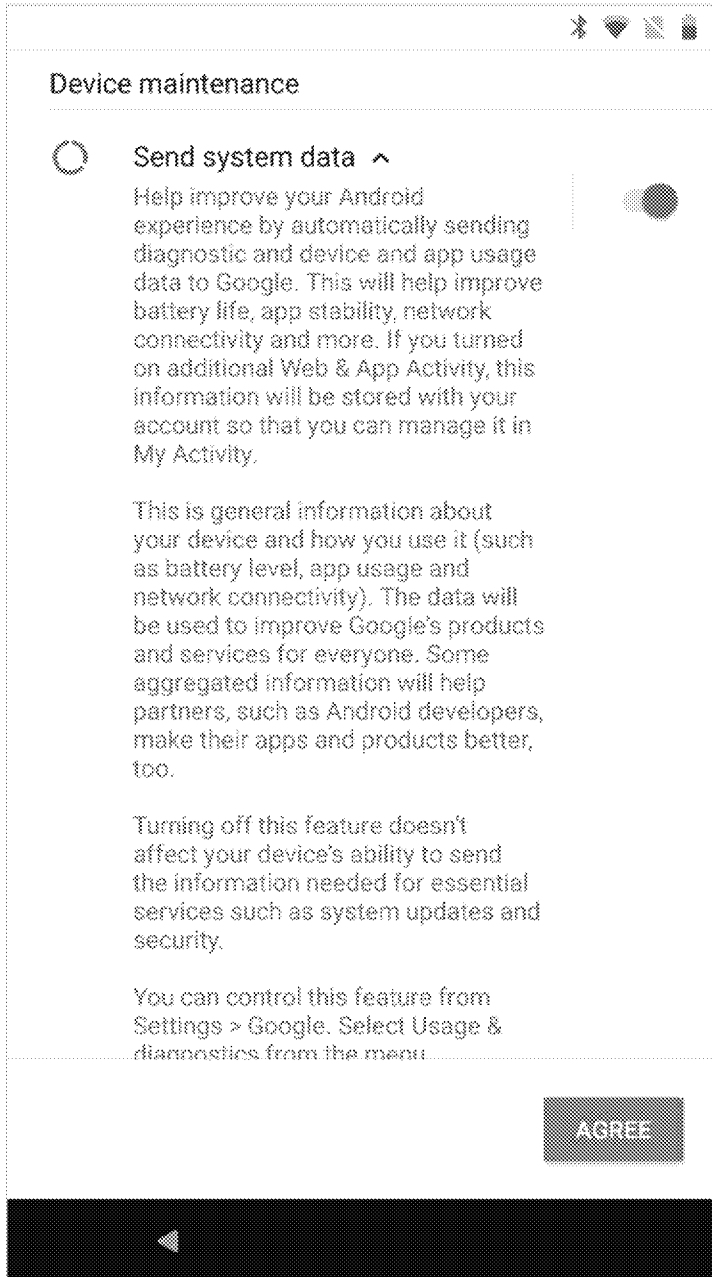 Device maintenance
Send system data
Help improve your Android
experience by automatically sending
diagnostic and device and app usage
data to Google. This will help improve
battery life, app stability, network
connectivity and more. If you turned
on additional Web & App Activity, this
information will be stored with your
account so that you can manage it in
My Activity.
This is general information about
your device and how you use it (such
as battery level, app usage and
network connectivity). The data will
be used to improve Google's products
and services for everyone. Some
aggregated information will help
partners, such as Android developers,
make their apps and products better,
too.
Turning off this feature doesn't
affect your device's ability to send
the information needed for essential
services such as system updates and
security.
You can control this feature from
Settings > Google. Select Usage &
diagnostics from the menu
AGREE